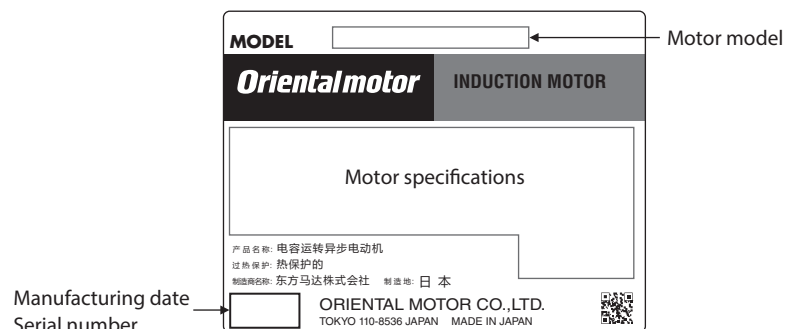 MODEL
Motor model
Orientalmotor
INDUCTION MOTOR
Motor specifications
产品名称: 电容运转异步电动机
过热保护: 热保护的
制造商名称: 东方马达株式会社 制造地: 日 本
Manufacturing date
Serial number
ORIENTAL MOTOR CO.,LTD.
TOKYO 110-8536 JAPAN MADE IN JAPAN